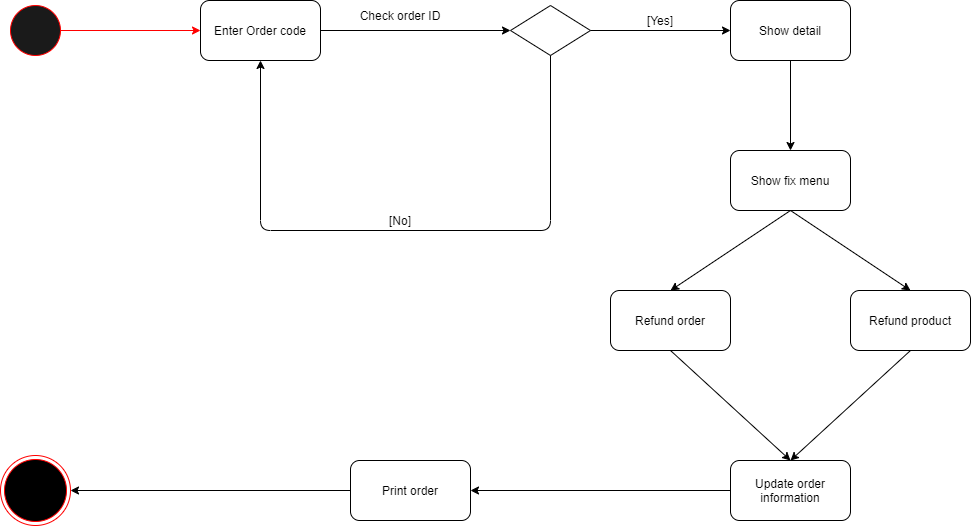 Check order ID
Enter Order code
[Yes]
Show detail
Show fix menu
[No]
Refund order
Refund product
Update order
information
Print order